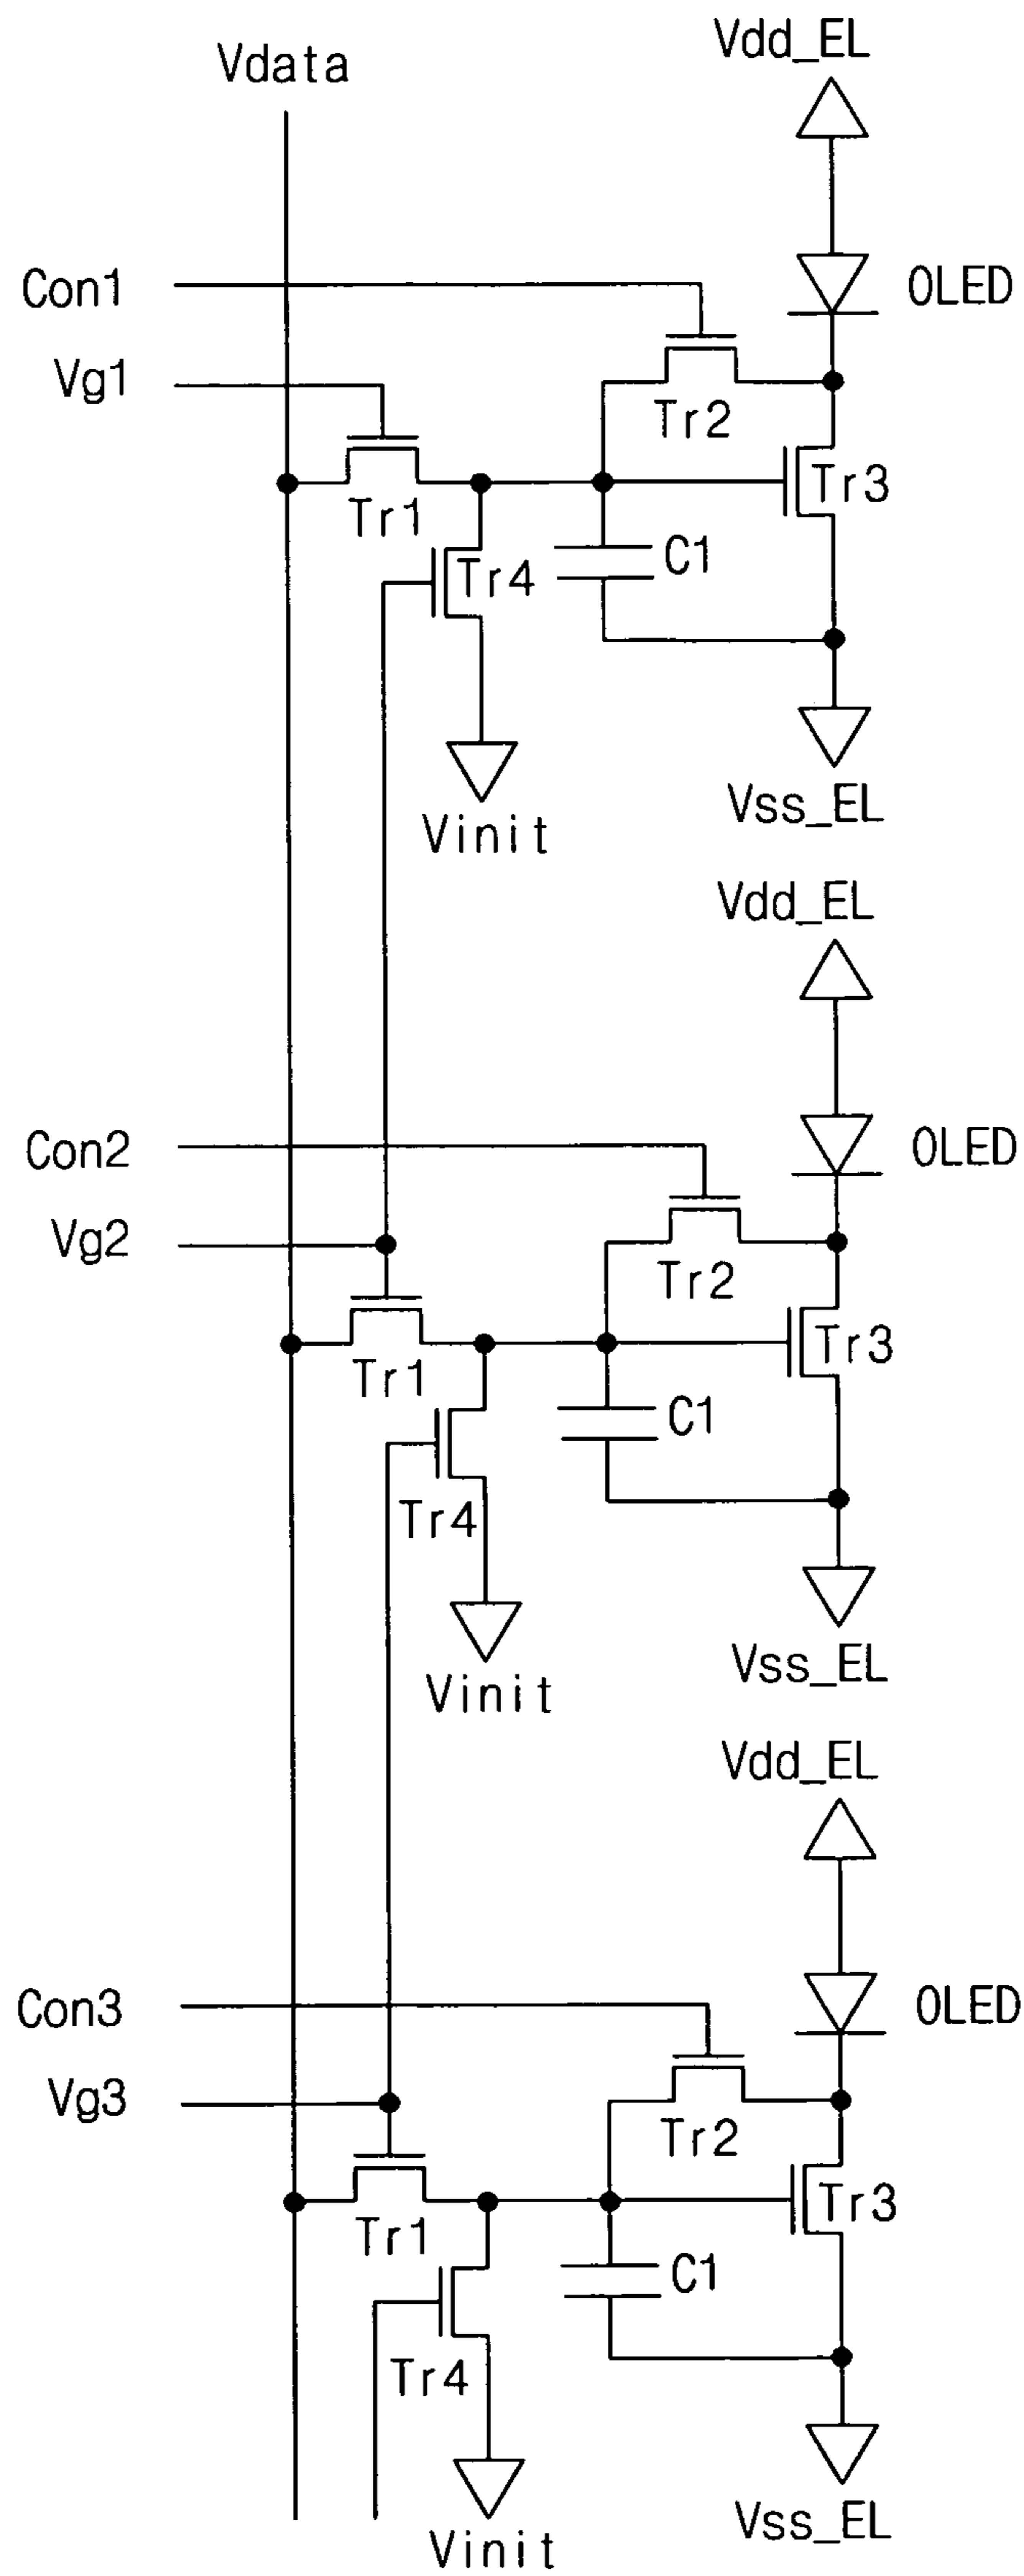 Vdd_EL
Vdata
Con1
OLED
Vg1
Tr2
Tr3
Tr1
C1
Tr4
Vss_EL
Vinit
Vdd_EL
Con2
OLED
Vg2
Tr2
Tr3
Tr1
C1
Tr4
Vss_EL
Vinit
Vdd_EL
Con3
OLED
Vg3
Tr2
Tr3
Tr1
C1
Tr4
Vss_EL
Vinit